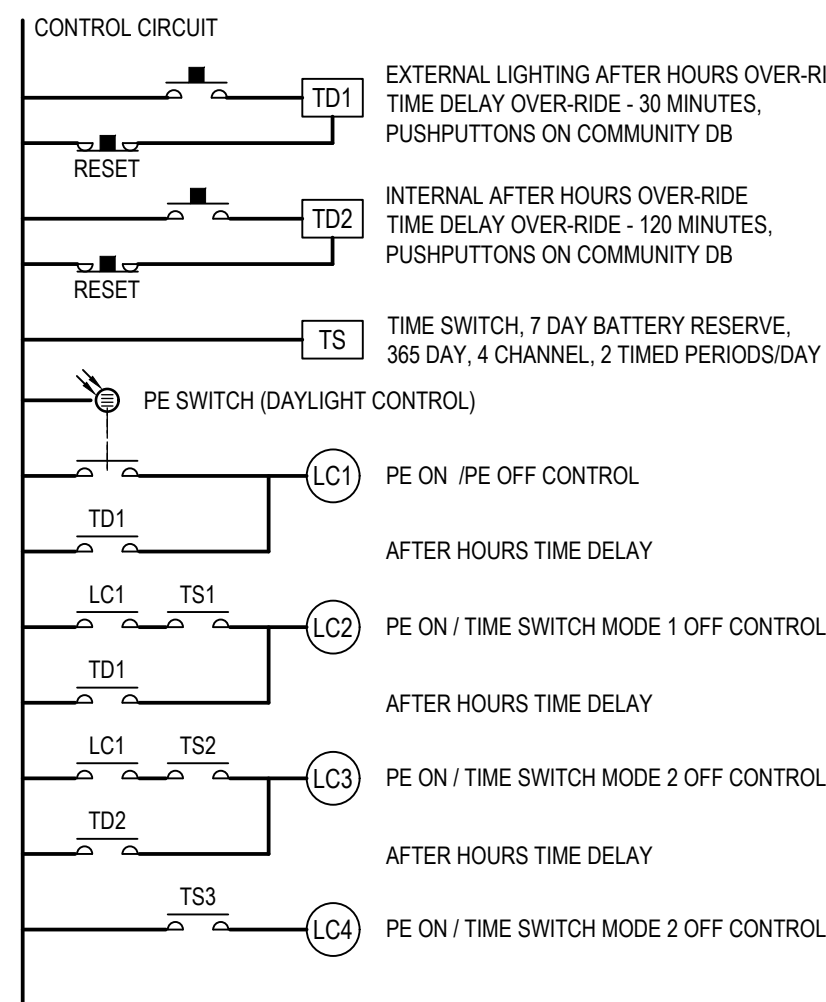 CONTROL CIRCUIT
EXTERNAL LIGHTING AFTER HOURS OVER-RI
TD1
TIME DELAY OVER-RIDE - 30 MINUTES,
PUSHPUTTONS ON COMMUNITY DB
RESET
INTERNAL AFTER HOURS OVER-RIDE
TD2
TIME DELAY OVER-RIDE - 120 MINUTES,
PUSHPUTTONS ON COMMUNITY DB
RESET
TS
TIME SWITCH, 7 DAY BATTERY RESERVE,
365 DAY, 4 CHANNEL, 2 TIMED PERIODS/DAY
PE SWITCH (DAYLIGHT CONTROL)
LC1 PE ON /PE OFF CONTROL
TD1
AFTER HOURS TIME DELAY
LC1 TS1
LC2 PE ON / TIME SWITCH MODE 1 OFF CONTROL
TD1
AFTER HOURS TIME DELAY
LC1 TS2
LC3 PE ON / TIME SWITCH MODE 2 OFF CONTROL
TD2
AFTER HOURS TIME DELAY
TS3
LC4 PE ON / TIME SWITCH MODE 2 OFF CONTROL